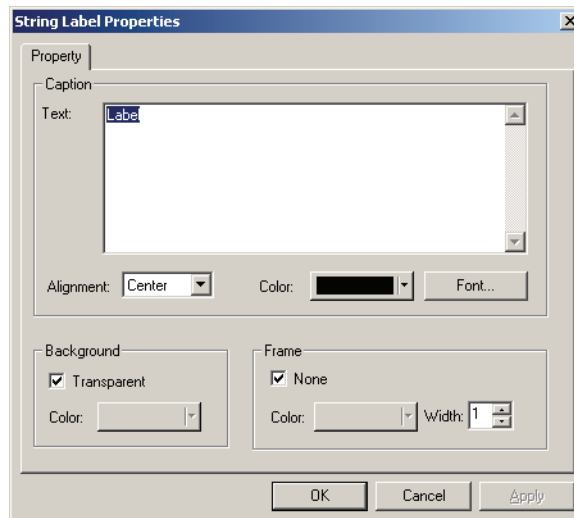 String Label Properties
Property
Caption
Text:
Label
Alignment: Center Color: Font...
Background Frame
Transparent None
Color: Color: Width: 1
OK Cancel Apply